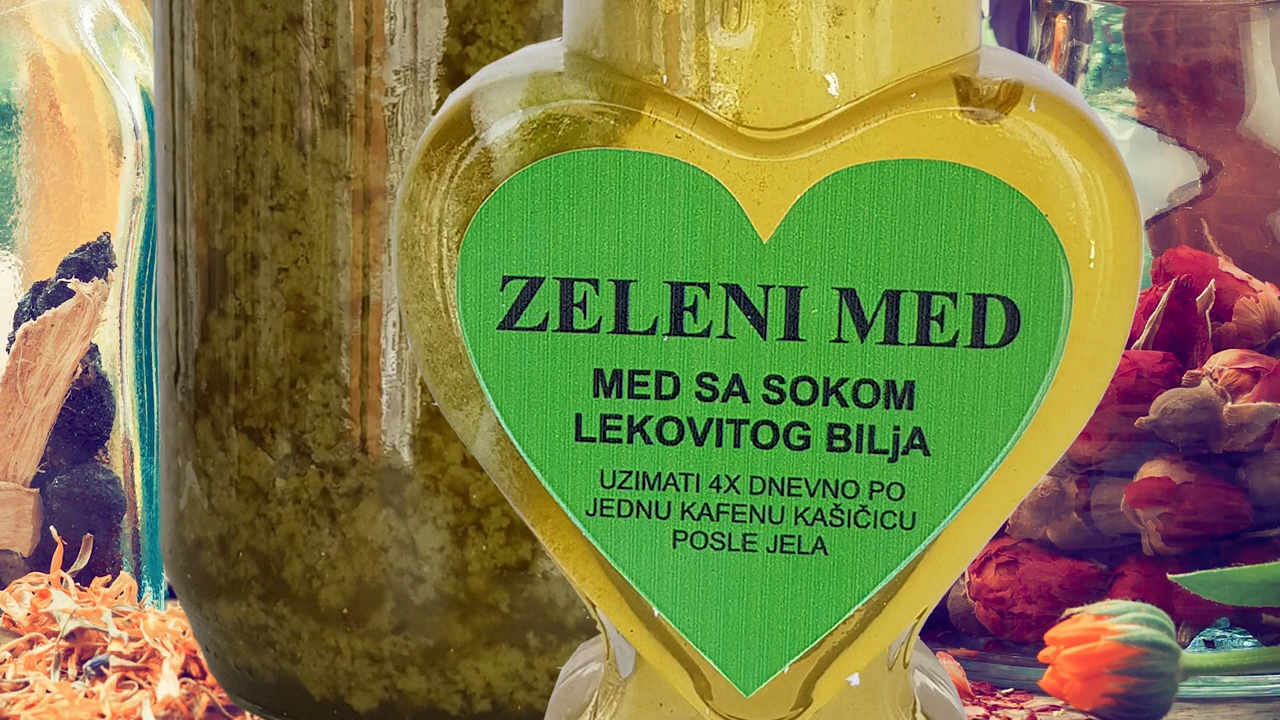 ZELENI MED
MED SA SOKOM
LEKOVITOG BILjA
UZIMATI 4X DNEVNO PO
JEDNU KAFENU KAŠIČICU
POSLE JELA